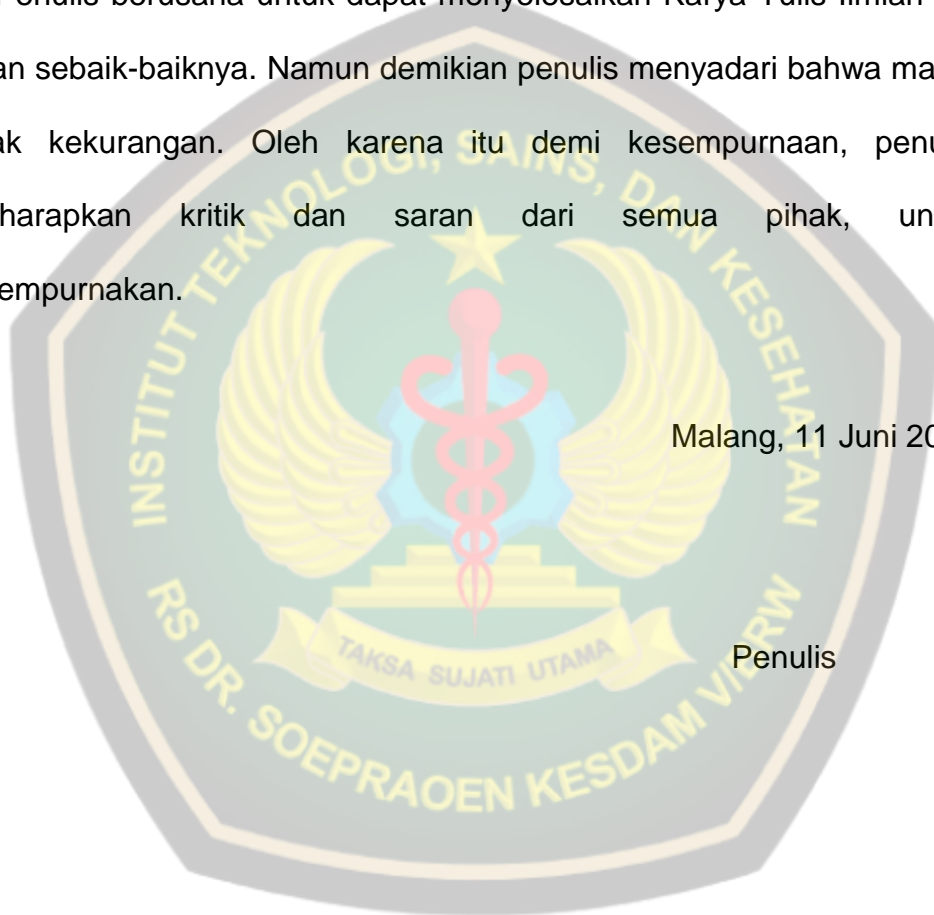 Penulis berusaha untuk dapat menyelesaikan Karya Tulis Ilmiah
an sebaik-baiknya. Namun demikian penulis menyadari bahwa ma
ak kekurangan. Oleh karena itu demi kesempurnaan, penu
harapkan kritik dan saran dari semua pihak, un
empurnakan.
Malang, 11 Juni 20
Penulis
INSTITUT TEKNOLOGI, SAINS, DAN KESEHATAN
TAKSA SUJATI UTAMA
RS DR. SOEPRAOEN KESDAM V/BRW